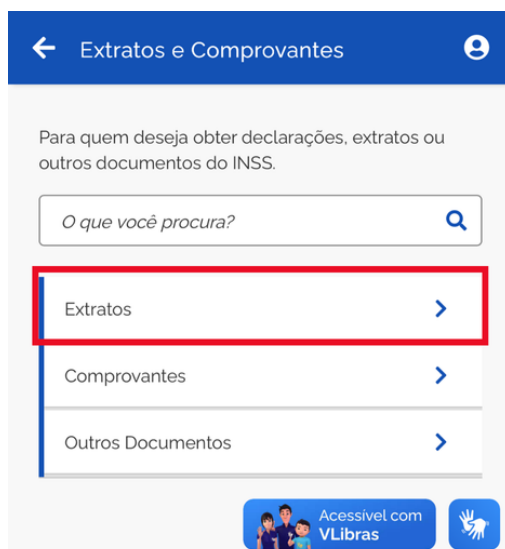 Extratos e Comprovantes
Para quem deseja obter declarações, extratos ou
outros documentos do INSS.
O que você procura?
Extratos
Comprovantes
Outros Documentos
Acessível com
VLibras